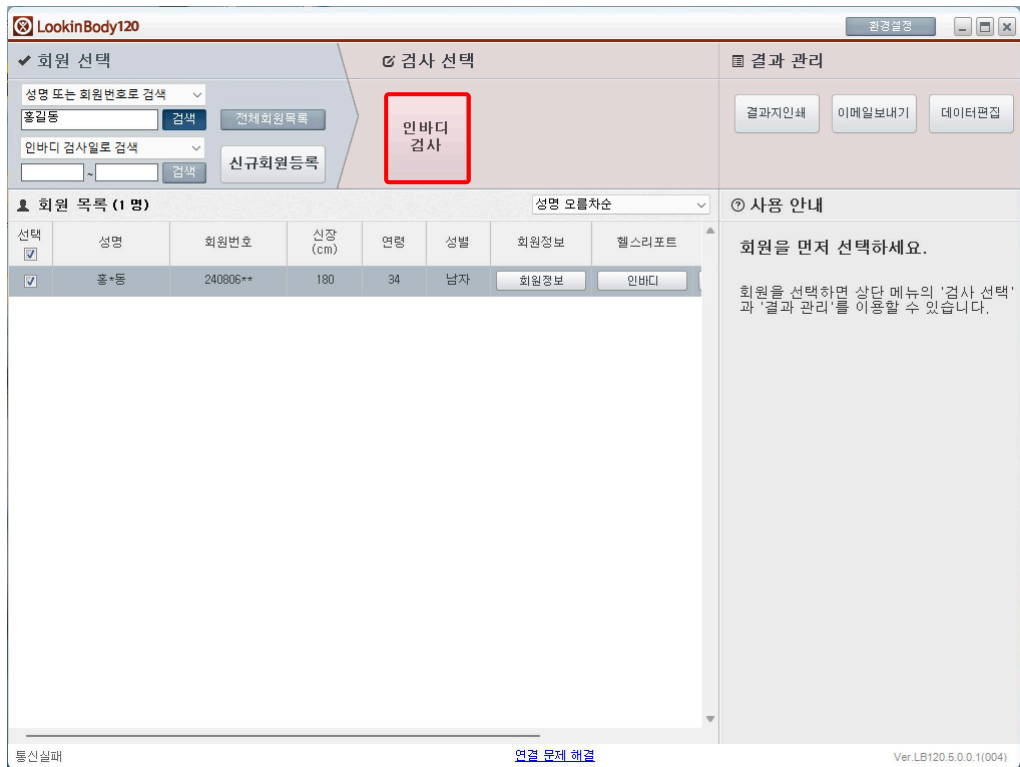 LookinBody120
환경설정
회원 선택
검사 선택
결과 관리
성명 또는 회원번호로 검색
홍길동
검색
전체회원목록
인바디 검사일로 검색
~
검색
신규회원등록
인바디
검사
결과지인쇄
이메일보내기
데이터편집
회원 목록 (1 명)
성명 오름차순
사용 안내
선택
성명
회원번호
신장
(cm)
연령
성별
회원정보
헬스리포트
홍*동
240806**
180
34
남자
회원정보
인바디
회원을 먼저 선택하세요.
회원을 선택하면 상단 메뉴의 '검사 선택'
과 '결과 관리'를 이용할 수 있습니다.
통신실패
연결 문제 해결
Ver.LB120.5.0.0.1(004)